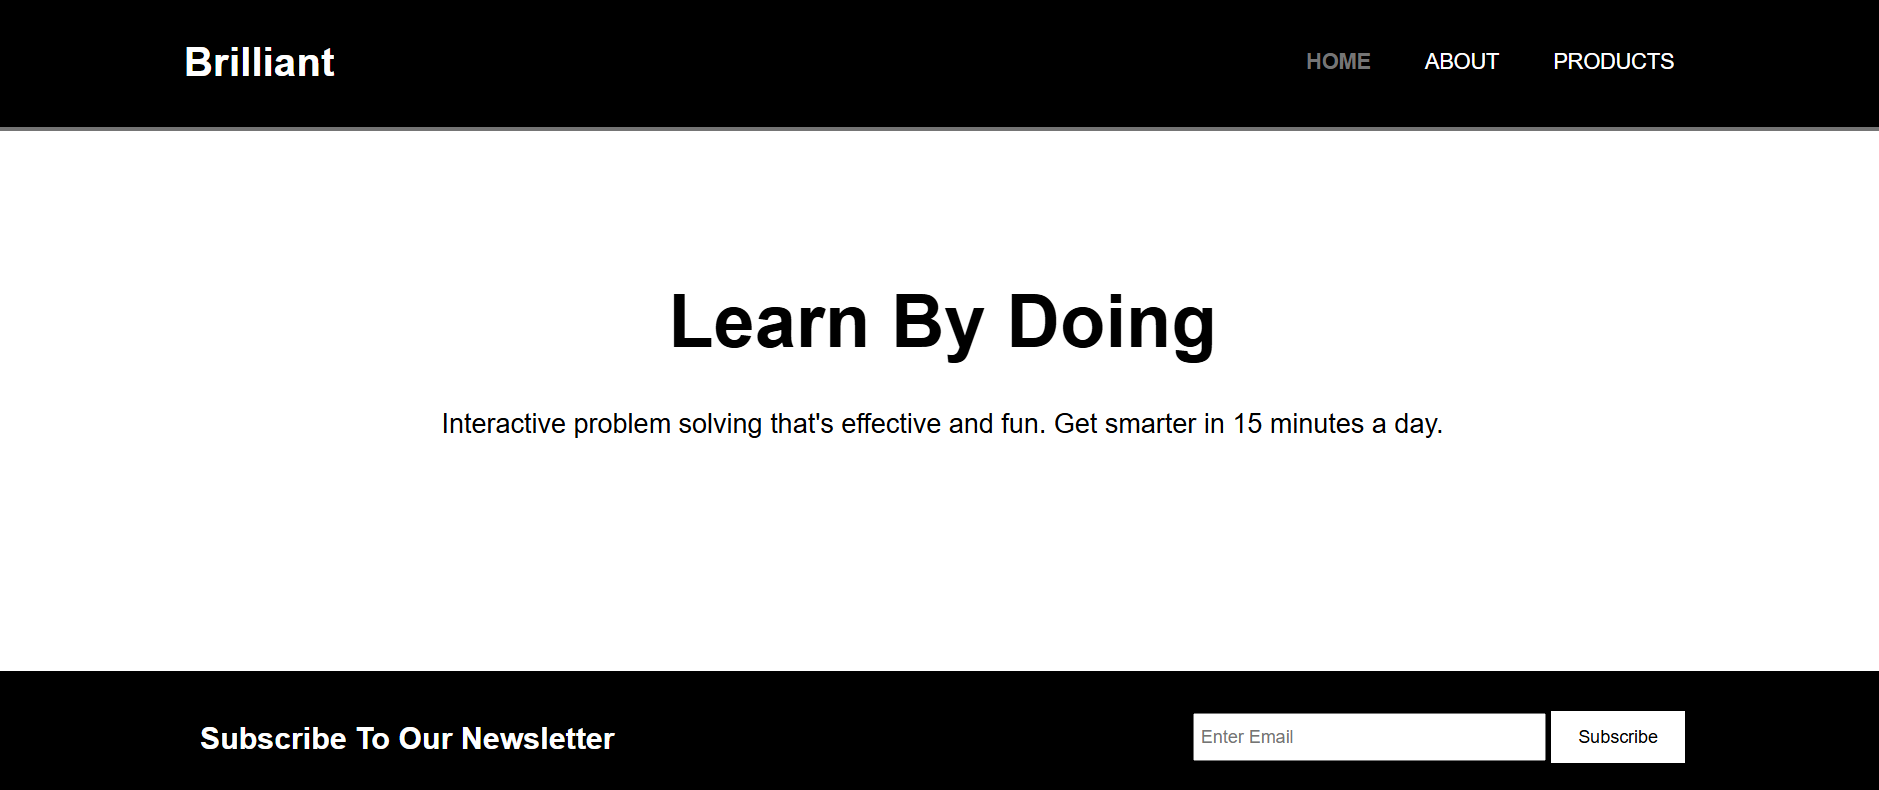 Brilliant
HOME ABOUT PRODUCTS
Learn By Doing
Interactive problem solving that's effective and fun. Get smarter in 15 minutes a day.
Subscribe To Our Newsletter
Enter Email
Subscribe